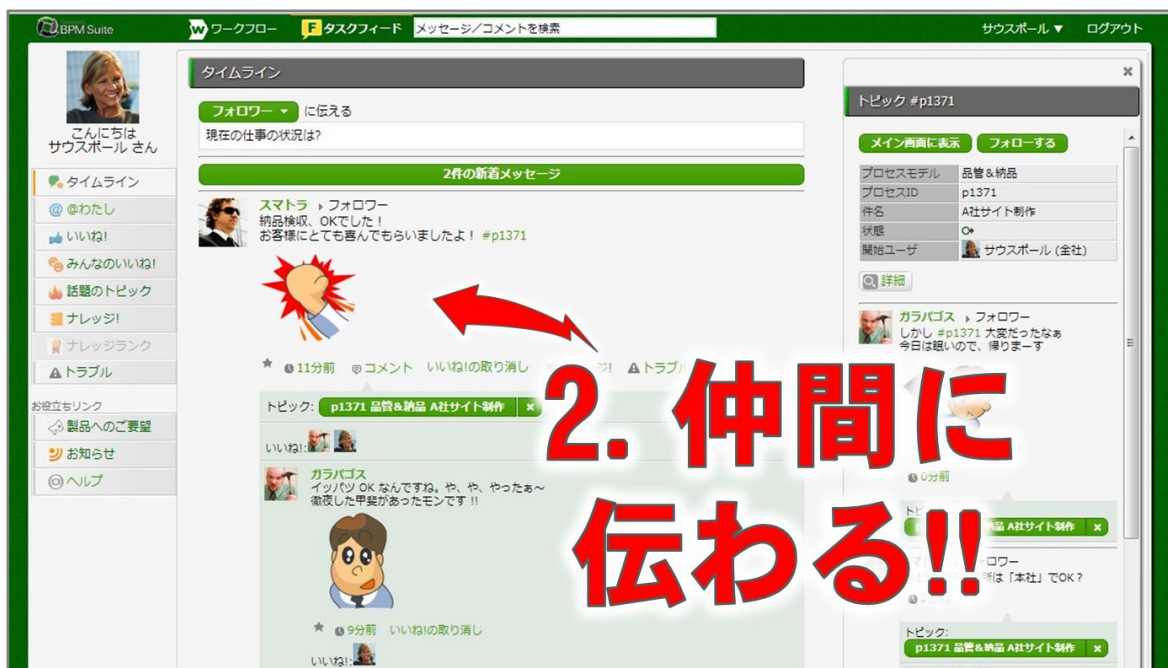 BPM Suite
ワークフロー
タスクフィード
メッセージ/コメントを検索
サウスポール ▼
ログアウト
こんにちは
サウスポール さん
タイムライン
@わたし
いいね!
みんなのいいね!
話題のトピック
ナレッジ!
ナレッジランク
トラブル
お役立ちリンク
製品へのご要望
お知らせ
ヘルプ
タイムライン
フォロワー に伝える
現在の仕事の状況は?
2件の新着メッセージ
スマトラ フォロワー
納品検収、OKでした!
お客様にとても喜んでもらいましたよ! #p1371
11分前 コメント いいね!の取り消し ジ! トラブル
トピック: p1371 品管&納品 A社サイト制作 x
いいね!:
ガラパゴス
イッパツ OK なんですね。や、や、やったぁ~
徹夜した甲斐があったモンです !!
9分前 いいね!の取り消し
いいね!:
2. 仲間に
伝わる!!
トピック #p1371
メイン画面に表示 フォローする
プロセスモデル 品管&納品
プロセスID p1371
件名 A社サイト制作
状態
開始ユーザ サウスポール (全社)
詳細
ガラパゴス フォロワー
しかし #p1371 大変だったなぁ
今日は眠いので、帰りまーす
0分前
納品 A社サイト制作 x
ロワー
所は「本社」でOK?
トピック:
p1371 品管&納品 A社サイト制作 x